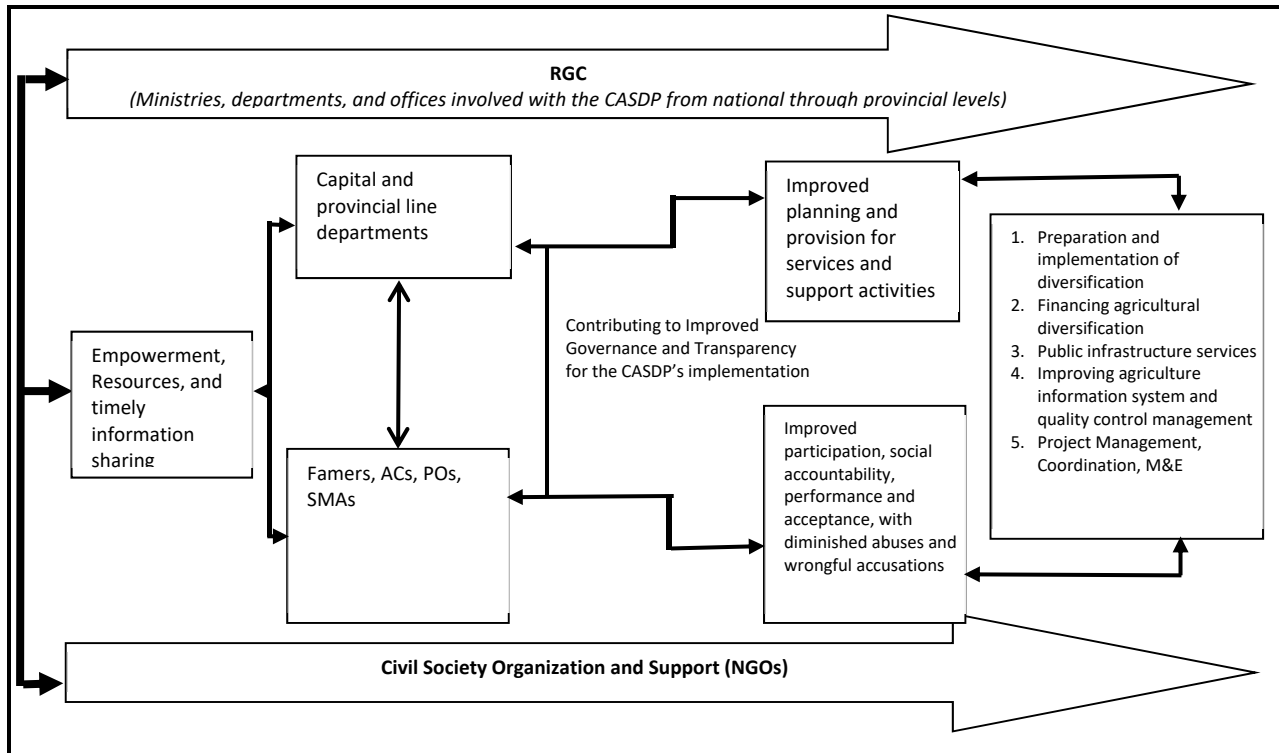 RGC
(Ministries, departments, and offices involved with the CASDP from national through provincial levels)
Capital and
provincial line
departments
Improved
planning and
provision for
services and
support activities
1. Preparation and
implementation of
diversification
2. Financing agricultural
diversification
3. Public infrastructure services
4. Improving agriculture
information system and
quality control management
5. Project Management,
Coordination, M&E
Contributing to Improved
Governance and Transparency
for the CASDP’s implementation
Empowerment,
Resources, and
timely
information
sharing
Famers, ACs, POs,
SMAs
Improved
participation, social
accountability,
performance and
acceptance, with
diminished abuses and
wrongful accusations
Civil Society Organization and Support (NGOs)